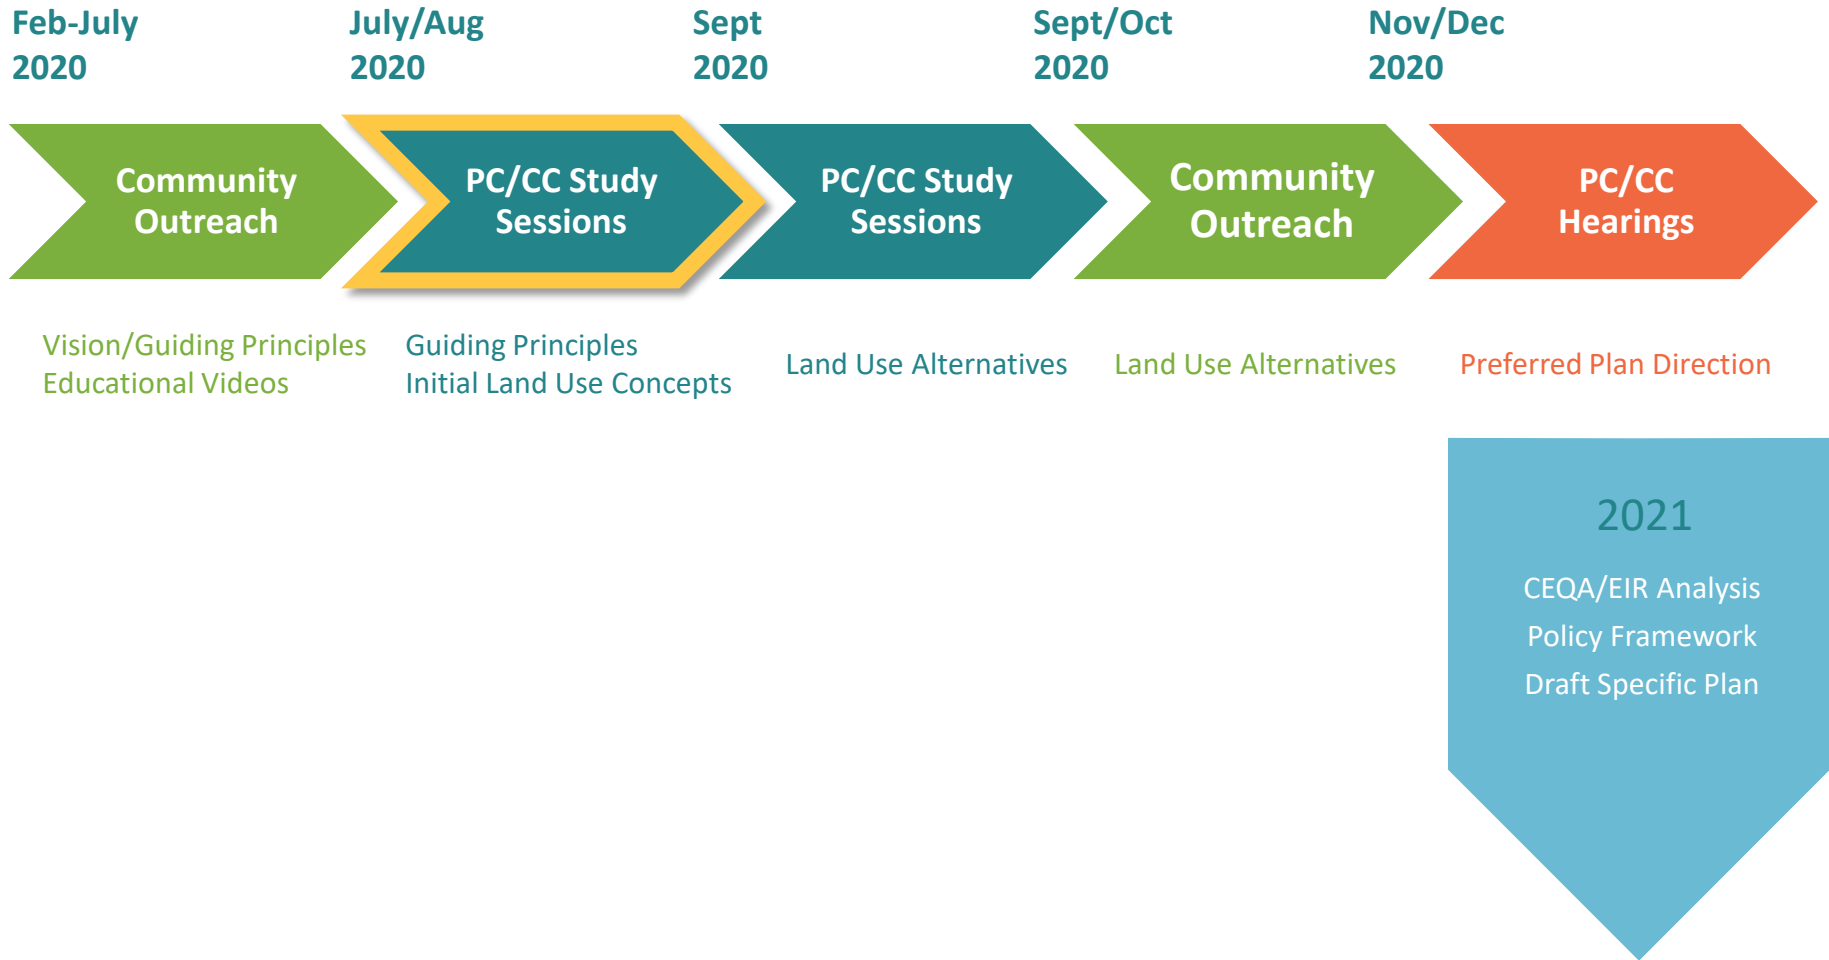 Feb-July
2020
July/Aug
2020
Sept
2020
Sept/Oct
2020
Nov/Dec
2020
Community
Outreach
PC/CC Study
Sessions
PC/CC Study
Sessions
Community
Outreach
PC/CC
Hearings
Vision/Guiding Principles
Educational Videos
Guiding Principles
Initial Land Use Concepts
Land Use Alternatives
Land Use Alternatives
Preferred Plan Direction
2021
CEQA/EIR Analysis
Policy Framework
Draft Specific Plan